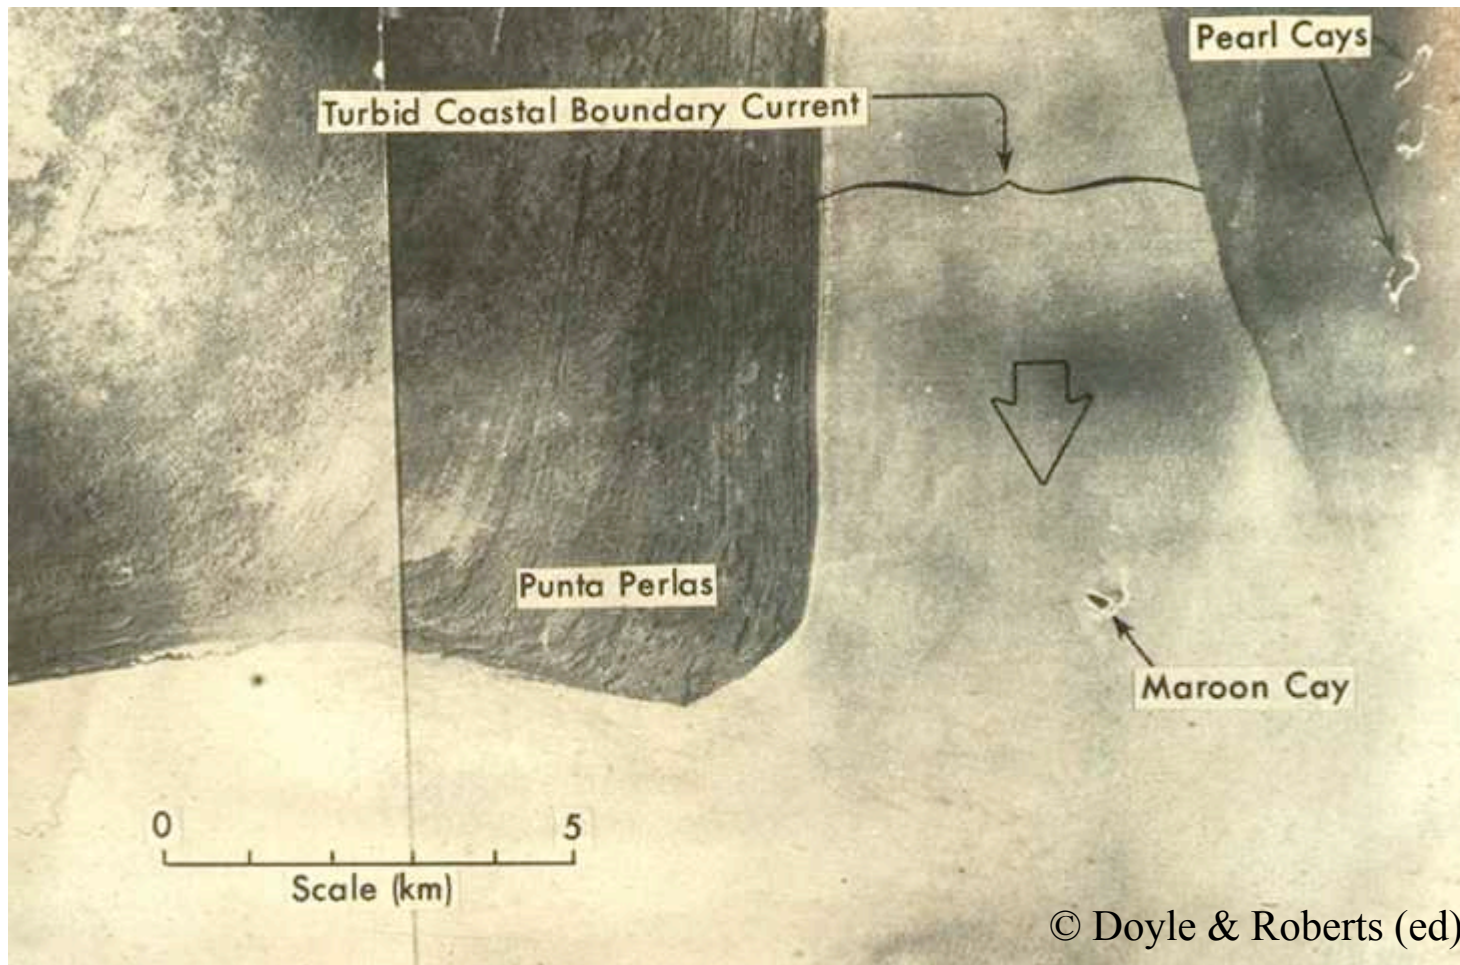 Pearl Cays
Turbid Coastal Boundary Current
Punta Perlas
Maroon Cay
0 5
Scale (km)
© Doyle & Roberts (ed)